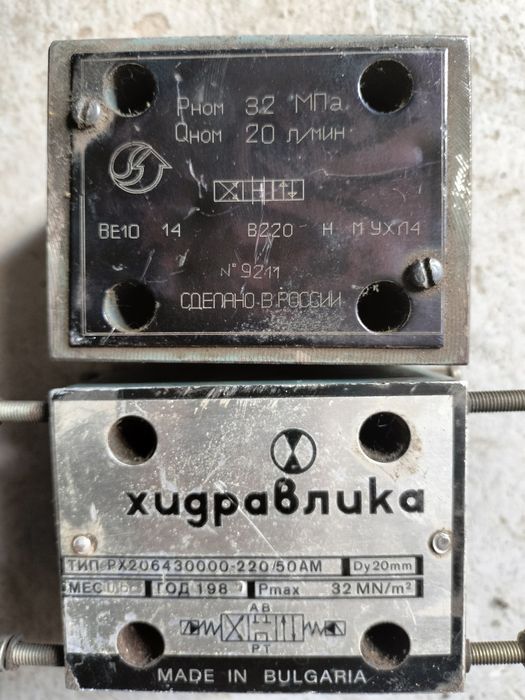 Pном 32 МПа
Qном 20 л/мин
ВЕ10 14 В220 Н М УХЛ4
№ 9211
СДЕЛАНО В РОССИИ
хидравлика
ТИП РХ206430000-220/50АМ Dy20mm
МЕС ГОД 198 Pmax 32 MN/m²
A B
P T
MADE IN BULGARIA